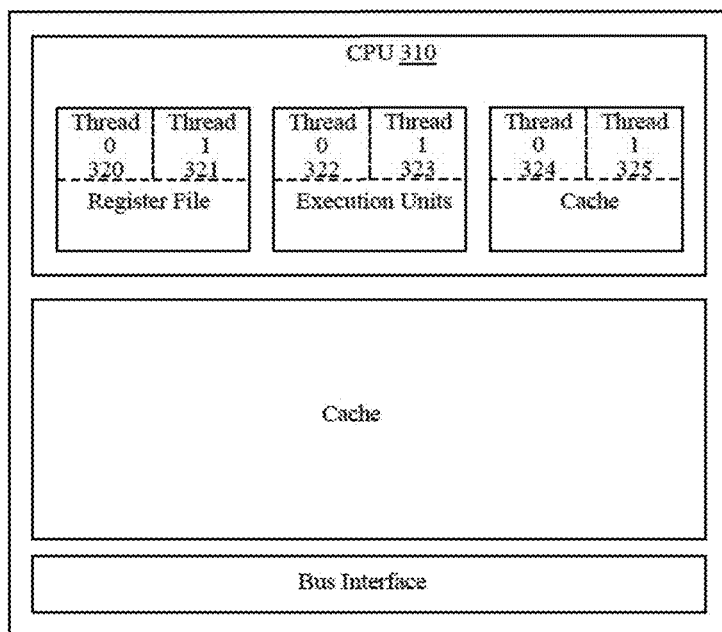 CPU 310
Thread 0 320
Thread 1 321
Register File
Thread 0 322
Thread 1 323
Execution Units
Thread 0 324
Thread 1 325
Cache
Cache
Bus Interface